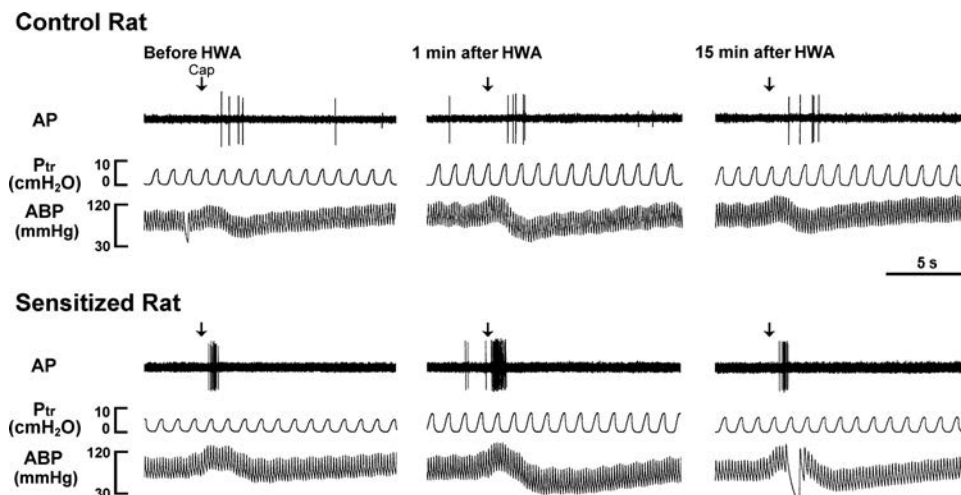 Control Rat
Before HWA 1 min after HWA 15 min after HWA
Cap
AP
Ptr 10
(cmH2O) 0
ABP 120
(mmHg)
30
5 s
Sensitized Rat
AP
Ptr 10
(cmH2O) 0
ABP 120
(mmHg)
30